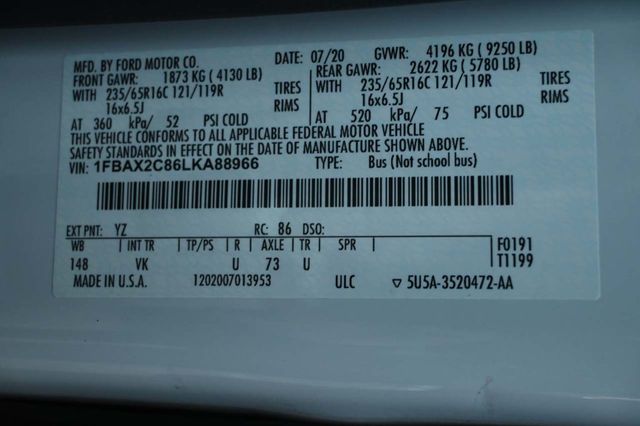 MFD. BY FORD MOTOR CO. DATE: 07/20 GVWR: 4196 KG ( 9250 LB)
FRONT GAWR: 1873 KG ( 4130 LB) REAR GAWR: 2622 KG ( 5780 LB)
WITH 235/65R16C 121/119R TIRES WITH 235/65R16C 121/119R TIRES
16x6.5J RIMS 16x6.5J RIMS
AT 360 kPa/ 52 PSI COLD AT 520 kPa/ 75 PSI COLD
THIS VEHICLE CONFORMS TO ALL APPLICABLE FEDERAL MOTOR VEHICLE
SAFETY STANDARDS IN EFFECT ON THE DATE OF MANUFACTURE SHOWN ABOVE.
VIN: 1FBAX2C86LKA88966 TYPE: Bus (Not school bus)
EXT PNT: YZ RC: 86 DSO:
WB INT TR TP/PS R AXLE TR SPR F0191
148 VK U 73 U T1199
MADE IN U.S.A. 1202007013953 ULC ▽ 5U5A-3520472-AA